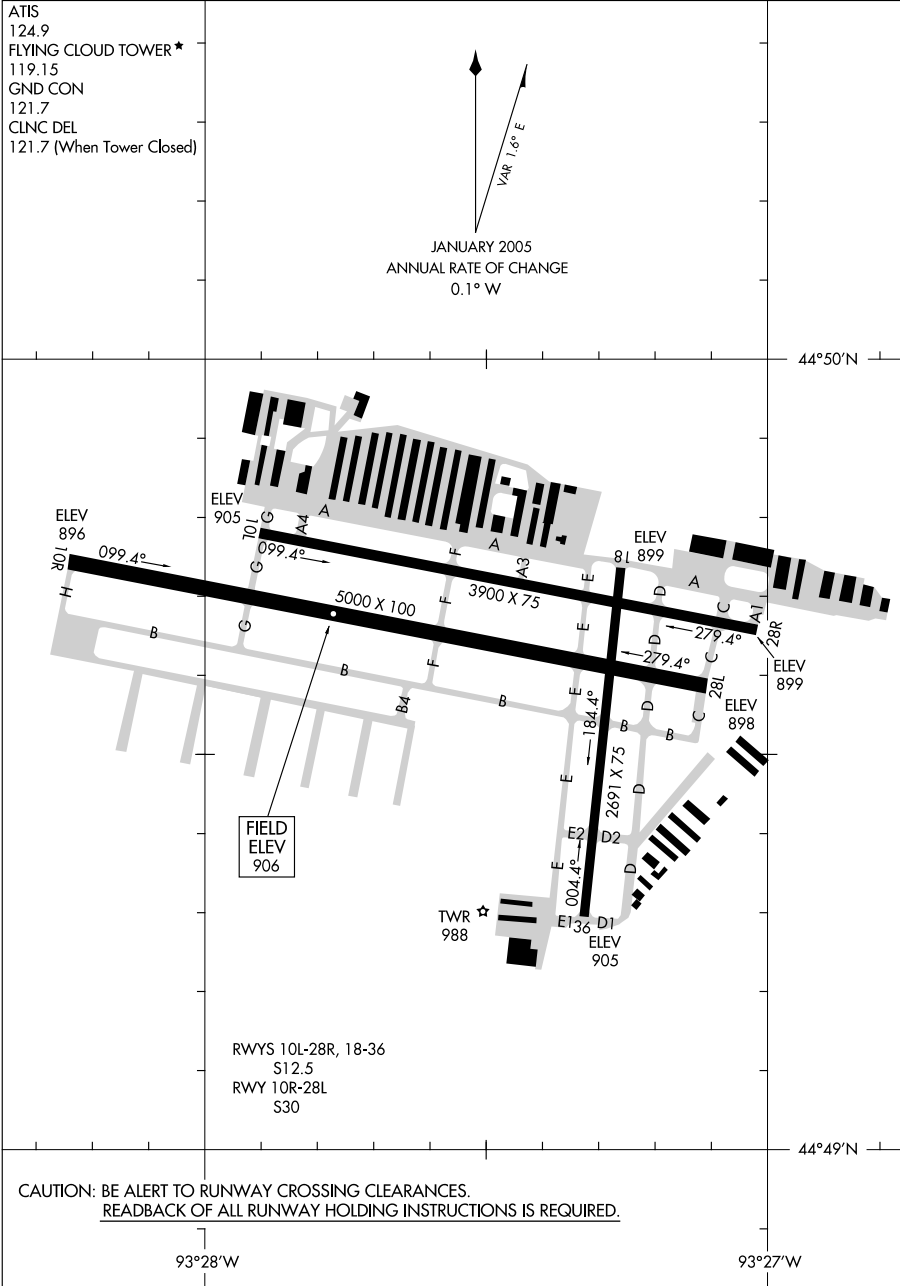 ATIS
124.9
FLYING CLOUD TOWER
119.15
GND CON
121.7
CLNC DEL
121.7 (When Tower Closed)
VAR 1.6° E
JANUARY 2005
ANNUAL RATE OF CHANGE
0.1° W
44°50'N
ELEV
896
10R
099.4°
H
ELEV
905
10L
G
A4
A
099.4°
G
F
A
A3
3900 X 75
E
18
ELEV
899
D
A
C
A1
28R
279.4°
ELEV
899
5000 X 100
F
E
D
C
279.4°
28L
B
G
B
F
B4
B
E
184.4°
B
D
B
C
ELEV
898
2691 X 75
E
D
FIELD
ELEV
906
E2
D2
E
004.4°
D
TWR
988
E1
36
D1
ELEV
905
RWYS 10L-28R, 18-36
S12.5
RWY 10R-28L
S30
44°49'N
CAUTION: BE ALERT TO RUNWAY CROSSING CLEARANCES.
READBACK OF ALL RUNWAY HOLDING INSTRUCTIONS IS REQUIRED.
93°28'W
93°27'W